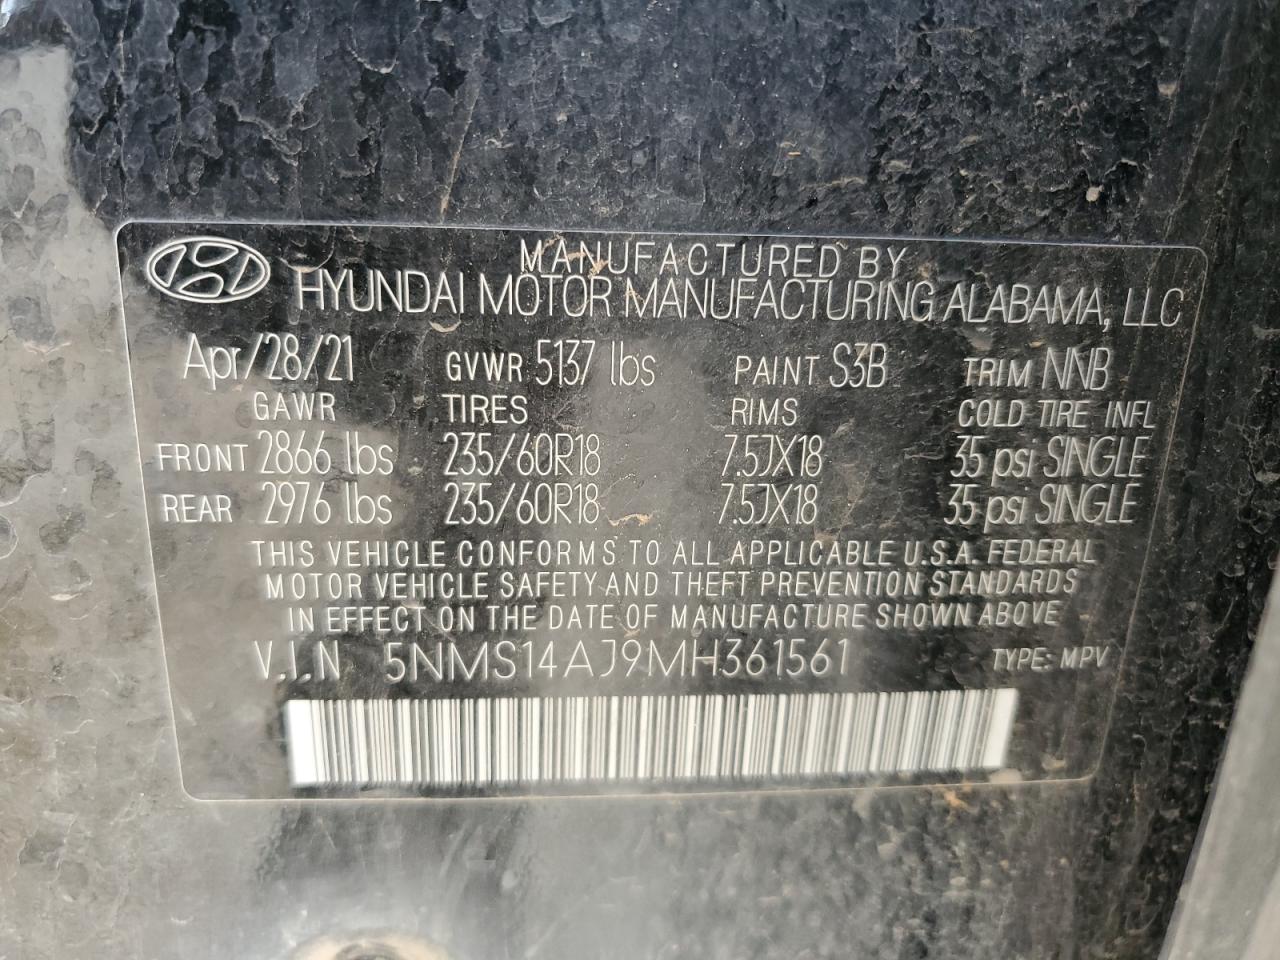 MANUFACTURED BY
HYUNDAI MOTOR MANUFACTURING ALABAMA, LLC
Apr/28/21 GVWR 5137 lbs PAINT S3B TRIM NNB
GAWR TIRES RIMS COLD TIRE INFL
FRONT 2866 lbs 235/60R18 7.5JX18 35 psi SINGLE
REAR 2976 lbs 235/60R18 7.5JX18 35 psi SINGLE
THIS VEHICLE CONFORMS TO ALL APPLICABLE U.S.A. FEDERAL
MOTOR VEHICLE SAFETY AND THEFT PREVENTION STANDARDS
IN EFFECT ON THE DATE OF MANUFACTURE SHOWN ABOVE
V.I.N 5NMS14AJ9MH361561 TYPE: MPV